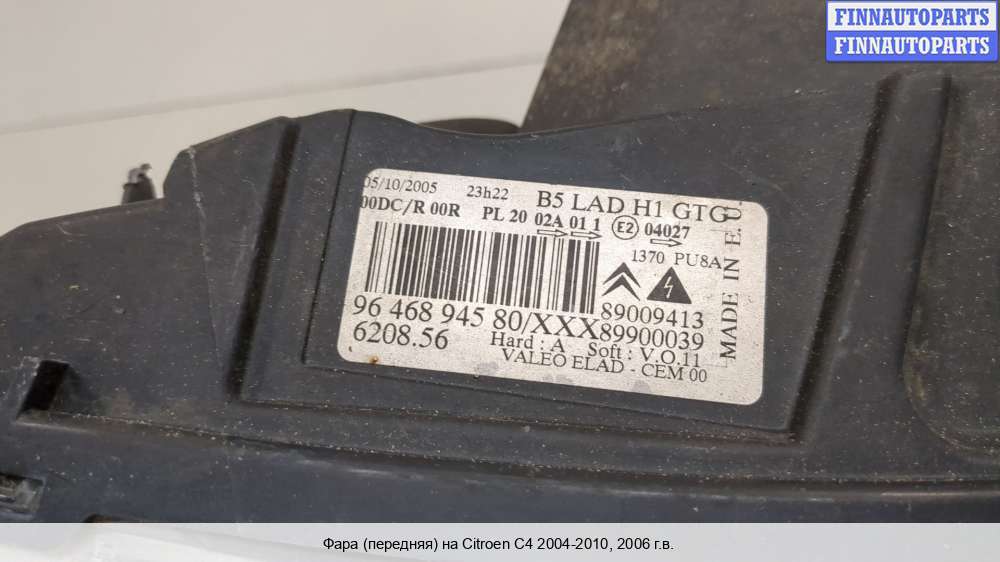 FINNAUTOPARTS
FINNAUTOPARTS
05/10/2005 23h22 B5 LAD H1 GTG
00DC/R 00R PL 20 02A 01 1 E2 04027
1370 PU8A
96 468 945 80/XXX 89009413
6208.56 89900039
Hard : A Soft : V.O.11
VALEO ELAD - CEM 00
MADE IN E.U
Фара (передняя) на Citroen C4 2004-2010, 2006 г.в.